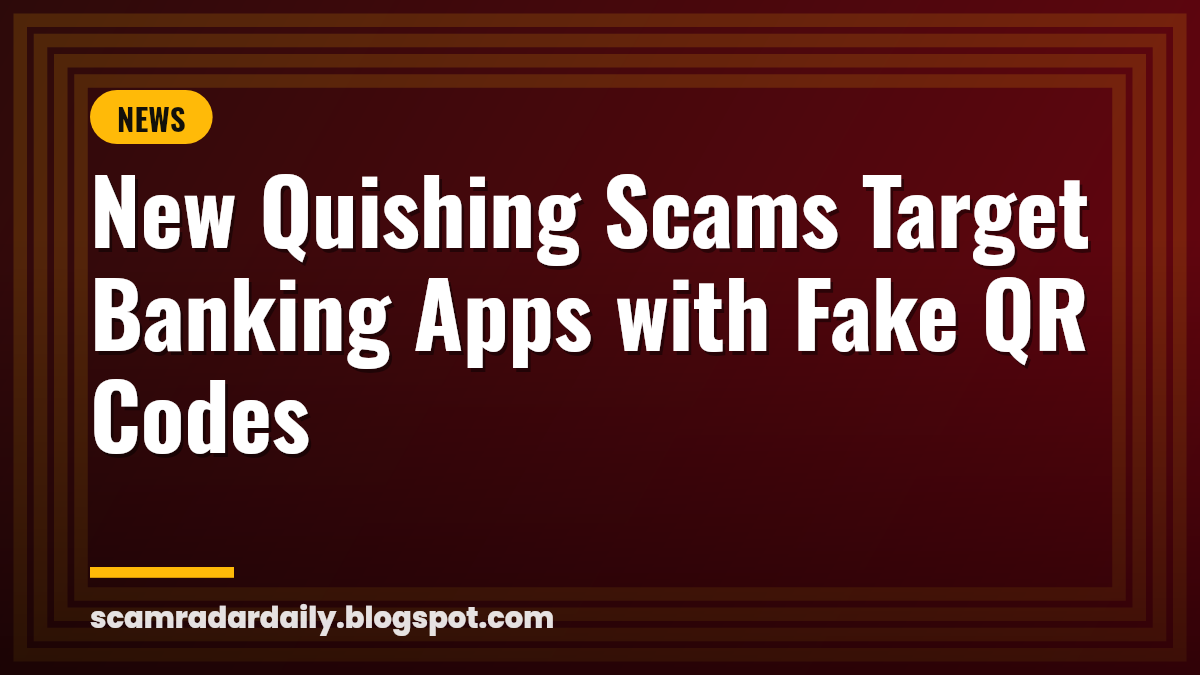 NEWS
New Quishing Scams Target
Banking Apps with Fake QR
Codes
scamradardaily.blogspot.com